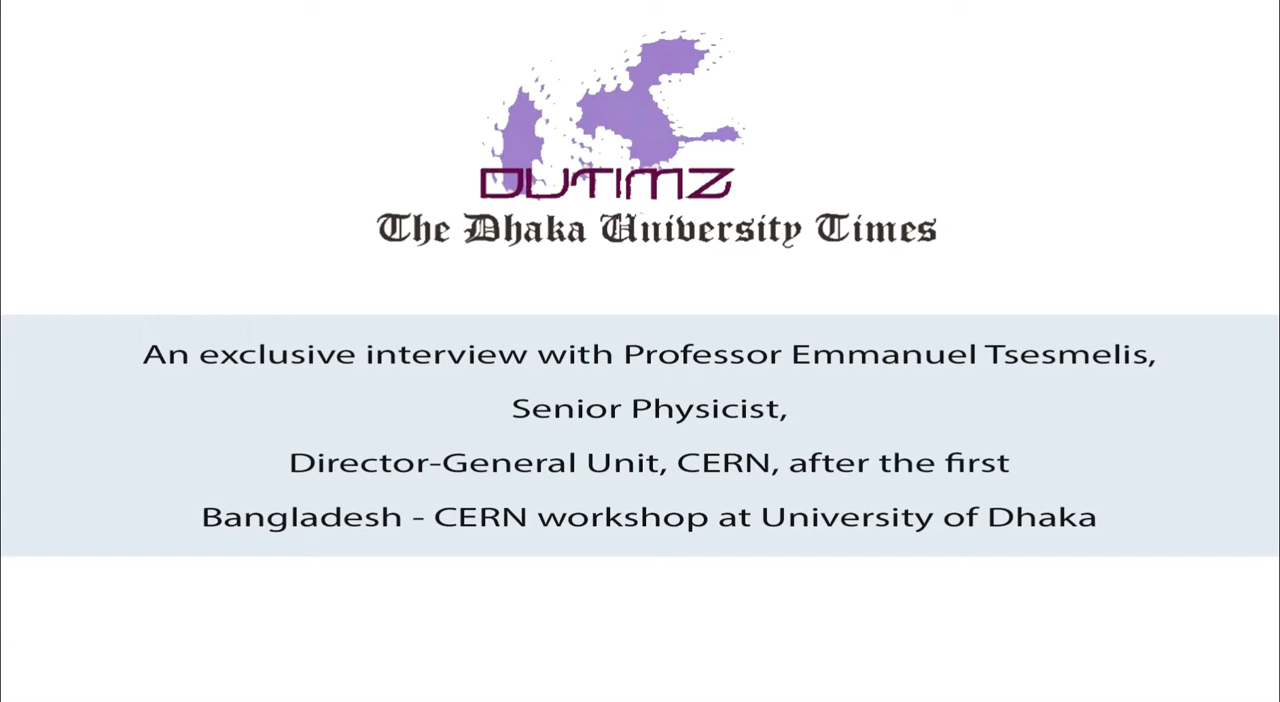 DUTIMZ
The Dhaka University Times
An exclusive interview with Professor Emmanuel Tsesmelis,
Senior Physicist,
Director-General Unit, CERN, after the first
Bangladesh - CERN workshop at University of Dhaka